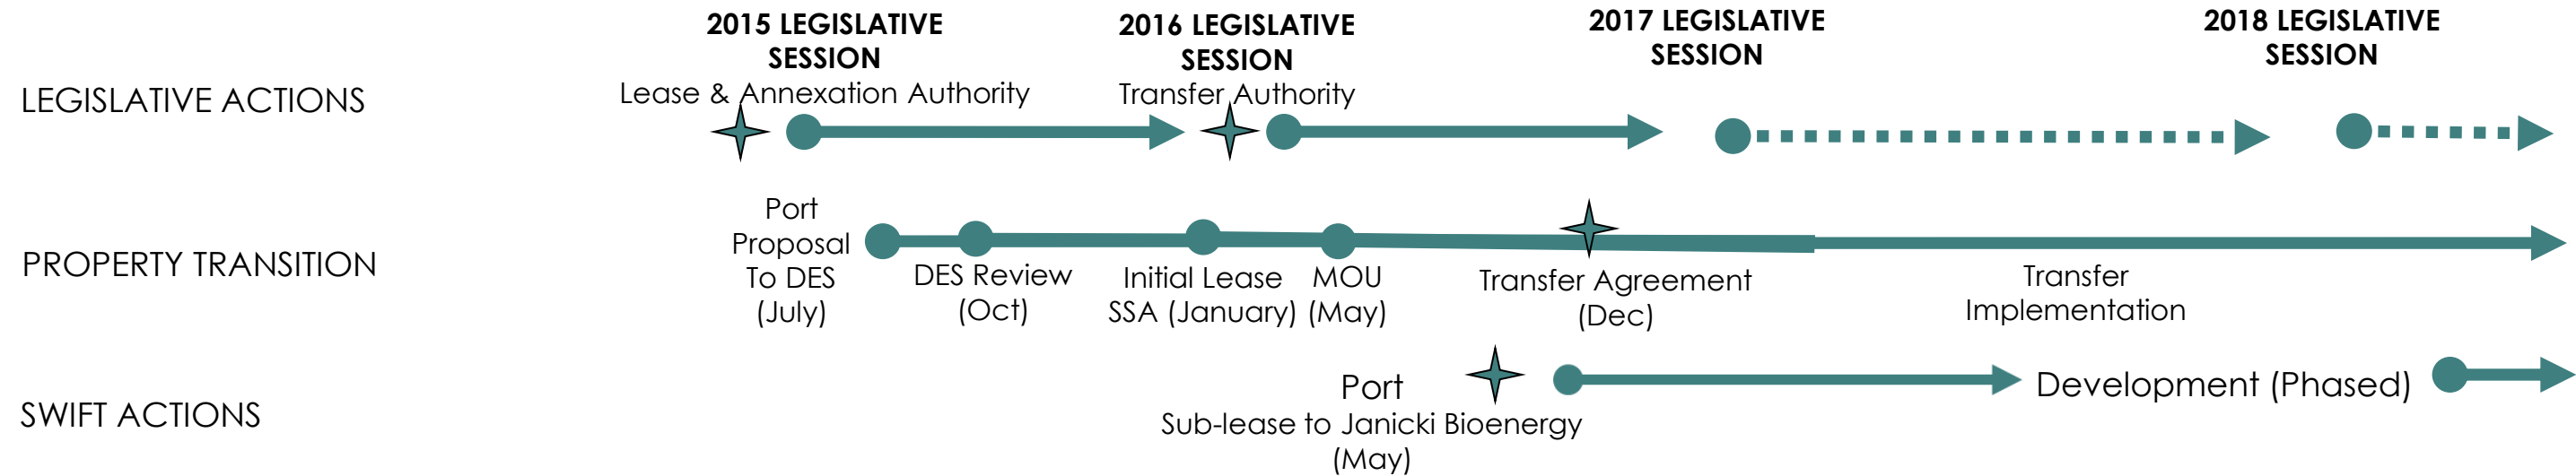 2015 LEGISLATIVE
SESSION
2016 LEGISLATIVE
SESSION
2017 LEGISLATIVE
SESSION
2018 LEGISLATIVE
SESSION
LEGISLATIVE ACTIONS
Lease & Annexation Authority
Transfer Authority
PROPERTY TRANSITION
Port
Proposal
To DES
(July)
DES Review
(Oct)
Initial Lease
SSA (January)
MOU
(May)
Transfer Agreement
(Dec)
Transfer
Implementation
SWIFT ACTIONS
Port
Sub-lease to Janicki Bioenergy
(May)
Development (Phased)